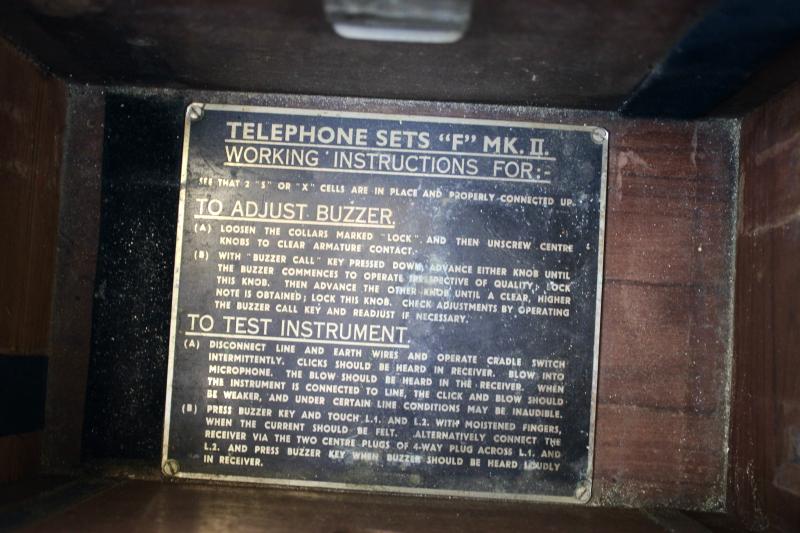 TELEPHONE SETS "F" MK. II.
WORKING INSTRUCTIONS FOR:-
SEE THAT 2 "S" OR "X" CELLS ARE IN PLACE AND PROPERLY CONNECTED UP.
TO ADJUST BUZZER.
(A) LOOSEN THE COLLARS MARKED "LOCK" AND THEN UNSCREW CENTRE
KNOBS TO CLEAR ARMATURE CONTACT.
(B) WITH "BUZZER CALL" KEY PRESSED DOWN, ADVANCE EITHER KNOB UNTIL
THE BUZZER COMMENCES TO OPERATE IRRESPECTIVE OF QUALITY; LOCK
THIS KNOB. THEN ADVANCE THE OTHER KNOB UNTIL A CLEAR, HIGHER
NOTE IS OBTAINED; LOCK THIS KNOB. CHECK ADJUSTMENTS BY OPERATING
THE BUZZER CALL KEY AND READJUST IF NECESSARY.
TO TEST INSTRUMENT.
(A) DISCONNECT LINE AND EARTH WIRES AND OPERATE CRADLE SWITCH
INTERMITTENTLY. CLICKS SHOULD BE HEARD IN RECEIVER. BLOW INTO
MICROPHONE. THE BLOW SHOULD BE HEARD IN THE RECEIVER. WHEN
THE INSTRUMENT IS CONNECTED TO LINE, THE CLICK AND BLOW SHOULD
BE WEAKER, AND UNDER CERTAIN LINE CONDITIONS MAY BE INAUDIBLE.
(B) PRESS BUZZER KEY AND TOUCH L.1. AND L.2. WITH MOISTENED FINGERS,
WHEN THE CURRENT SHOULD BE FELT. ALTERNATIVELY CONNECT THE
RECEIVER VIA THE TWO CENTRE PLUGS OF 4-WAY PLUG ACROSS L.1. AND
L.2. AND PRESS BUZZER KEY WHEN BUZZER SHOULD BE HEARD LOUDLY
IN RECEIVER.